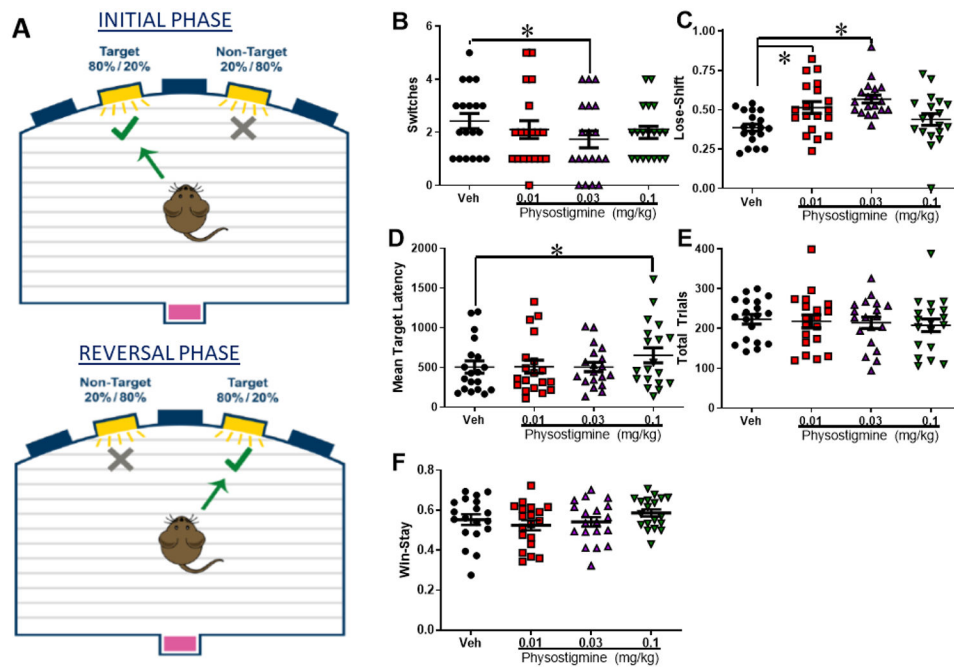 A
INITIAL PHASE
Target
80%/20%
Non-Target
20%/80%
REVERSAL PHASE
Non-Target
20%/80%
Target
80%/20%
B
Switches
6
4
2
0
*
Veh
0.01
0.03
0.1
Physostigmine (mg/kg)
C
Lose-Shift
1.00
0.75
0.50
0.25
0.00
*
*
Veh
0.01
0.03
0.1
Physostigmine (mg/kg)
D
Mean Target Latency
2000
1500
1000
500
0
*
Veh
0.01
0.03
0.1
Physostigmine (mg/kg)
E
Total Trials
400
300
200
100
0
Veh
0.01
0.03
0.1
Physostigmine (mg/kg)
F
Win-Stay
0.8
0.6
0.4
0.2
0.0
Veh
0.01
0.03
0.1
Physostigmine (mg/kg)